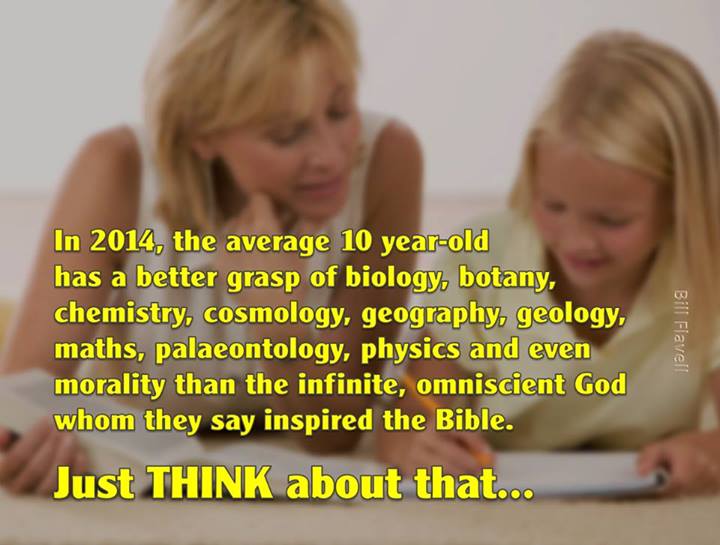 In 2014, the average 10 year-old
has a better grasp of biology, botany,
chemistry, cosmology, geography, geology,
maths, palaeontology, physics and even
morality than the infinite, omniscient God
whom they say inspired the Bible.
Just THINK about that...
Bill Flavell